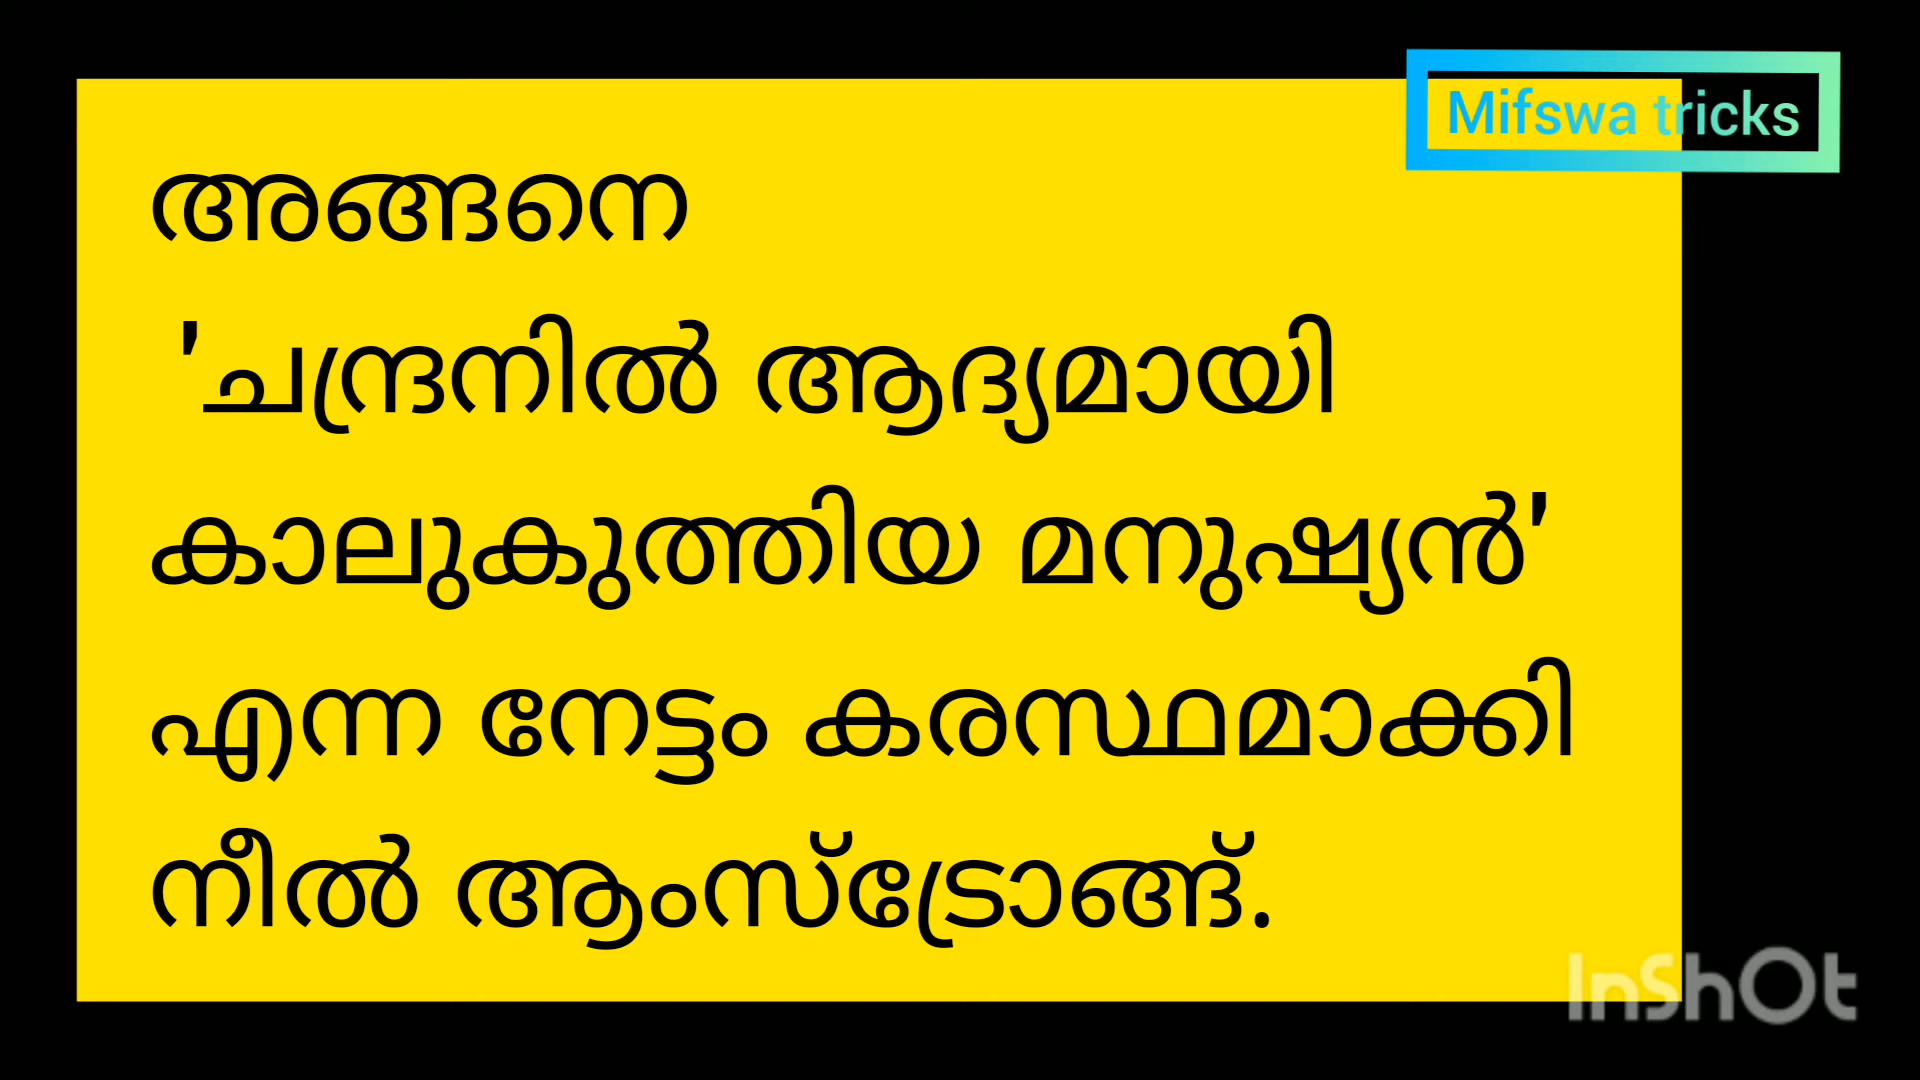 Mifswa tricks
അങ്ങനെ
'ചന്ദ്രനിൽ ആദ്യമായി
കാലുകുത്തിയ മനുഷ്യൻ'
എന്ന നേട്ടം കരസ്ഥമാക്കി
നീൽ ആംസ്ട്രോങ്ങ്.
InShOt